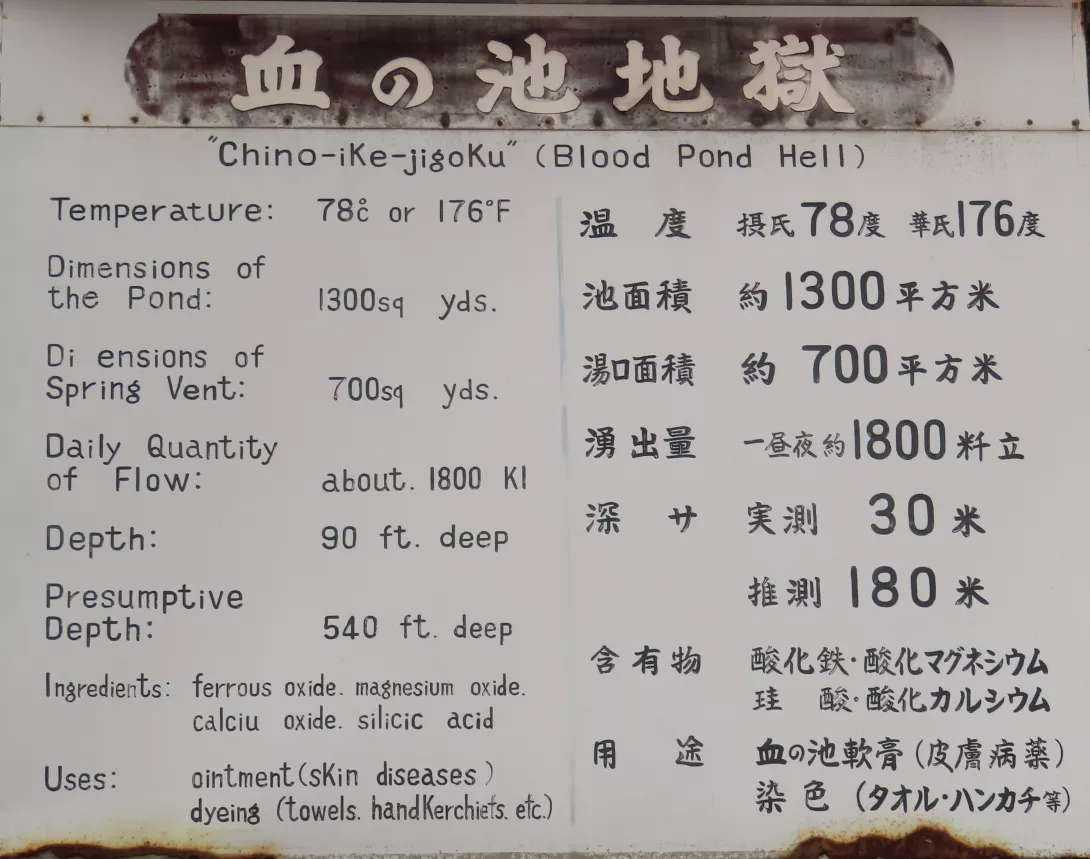 血の池地獄
"Chino-iKe-jigoKu" (Blood Pond Hell)
Temperature: 78℃ or 176°F
Dimensions of
the Pond: 1300sq yds.
Di ensions of
Spring Vent: 700sq yds.
Daily Quantity
of Flow: about. 1800 Kl
Depth: 90 ft. deep
Presumptive
Depth: 540 ft. deep
Ingredients: ferrous oxide. magnesium oxide.
calciu oxide. silicic acid
Uses: ointment(sKin diseases)
dyeing (towels. handKerchiefs. etc.)
温度 摂氏78度 華氏176度
池面積 約1300平方米
湯口面積 約700平方米
湧出量 一昼夜約1800粁立
深サ 実測 30米
推測 180米
含有物 酸化鉄・酸化マグネシウム
珪酸・酸化カルシウム
用途 血の池軟膏(皮膚病薬)
染色(タオル・ハンカチ等)